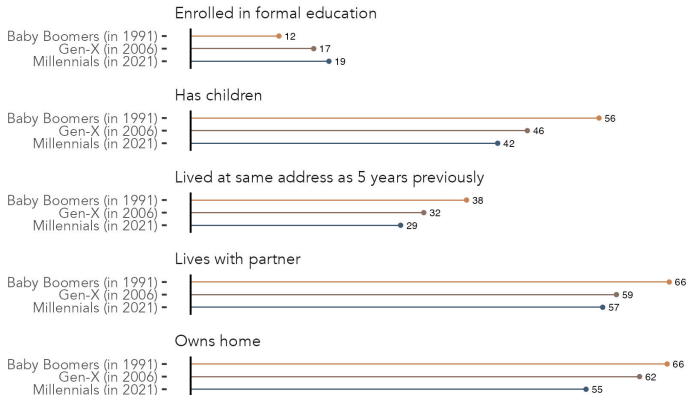 Enrolled in formal education
Baby Boomers (in 1991) 12
Gen-X (in 2006) 17
Millennials (in 2021) 19
Has children
Baby Boomers (in 1991) 56
Gen-X (in 2006) 46
Millennials (in 2021) 42
Lived at same address as 5 years previously
Baby Boomers (in 1991) 38
Gen-X (in 2006) 32
Millennials (in 2021) 29
Lives with partner
Baby Boomers (in 1991) 66
Gen-X (in 2006) 59
Millennials (in 2021) 57
Owns home
Baby Boomers (in 1991) 66
Gen-X (in 2006) 62
Millennials (in 2021) 55